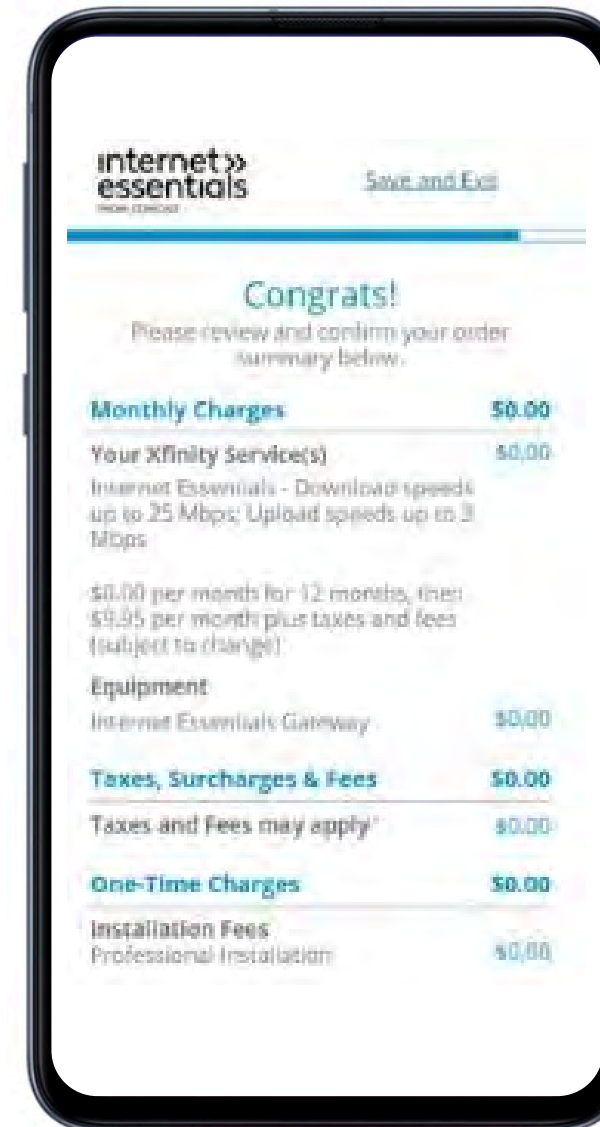 internet»
essentials
FROM COMCAST
Save and Exit
Congrats!
Please review and confirm your order
summary below.
Monthly Charges $0.00
Your Xfinity Service(s) $0.00
Internet Essentials - Download speeds
up to 25 Mbps; Upload speeds up to 3
Mbps
$0.00 per month for 12 months, then
$9.95 per month plus taxes and fees
(subject to change)
Equipment
Internet Essentials Gateway $0.00
Taxes, Surcharges & Fees $0.00
Taxes and Fees may apply* $0.00
One-Time Charges $0.00
Installation Fees
Professional Installation $0.00